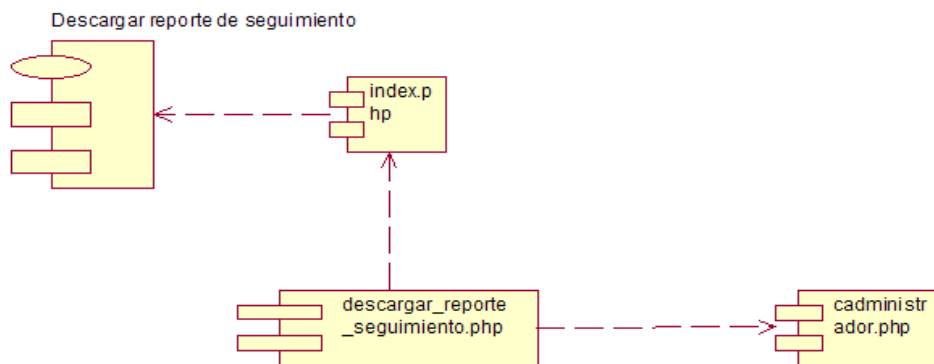 Descargar reporte de seguimiento
index.p
hp
descargar_reporte
_seguimiento.php
cadministr
ador.php